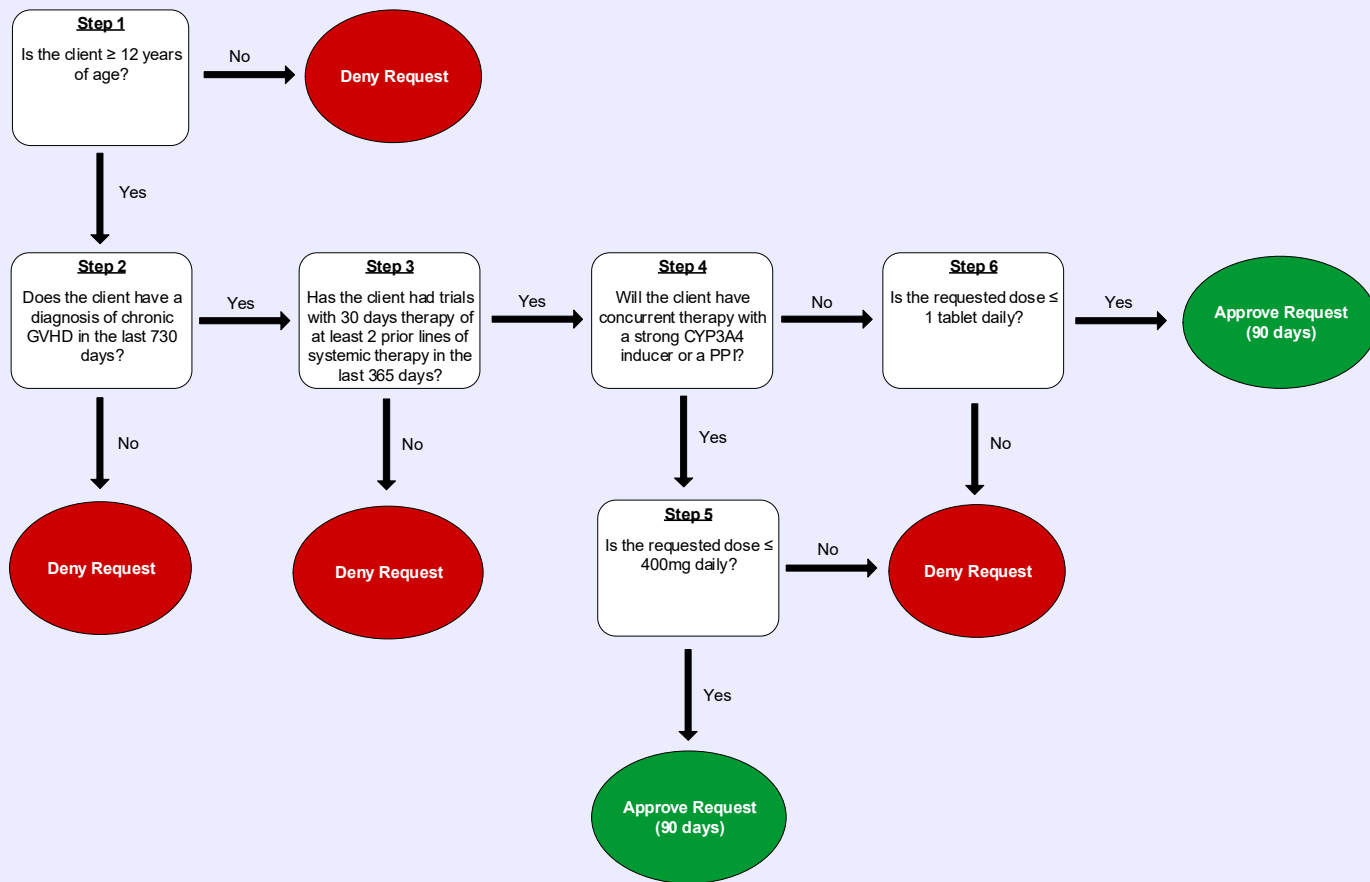 Step 1
Is the client ≥ 12 years
of age?
No
Deny Request
Yes
Step 2
Does the client have a
diagnosis of chronic
GVHD in the last 730
days?
Yes
Step 3
Has the client had trials
with 30 days therapy of
at least 2 prior lines of
systemic therapy in the
last 365 days?
Yes
Step 4
Will the client have
concurrent therapy with
a strong CYP3A4
inducer or a PPI?
No
Step 6
Is the requested dose ≤
1 tablet daily?
Yes
Approve Request
(90 days)
No
Deny Request
No
Deny Request
Yes
Step 5
Is the requested dose ≤
400mg daily?
No
No
Deny Request
Yes
Approve Request
(90 days)